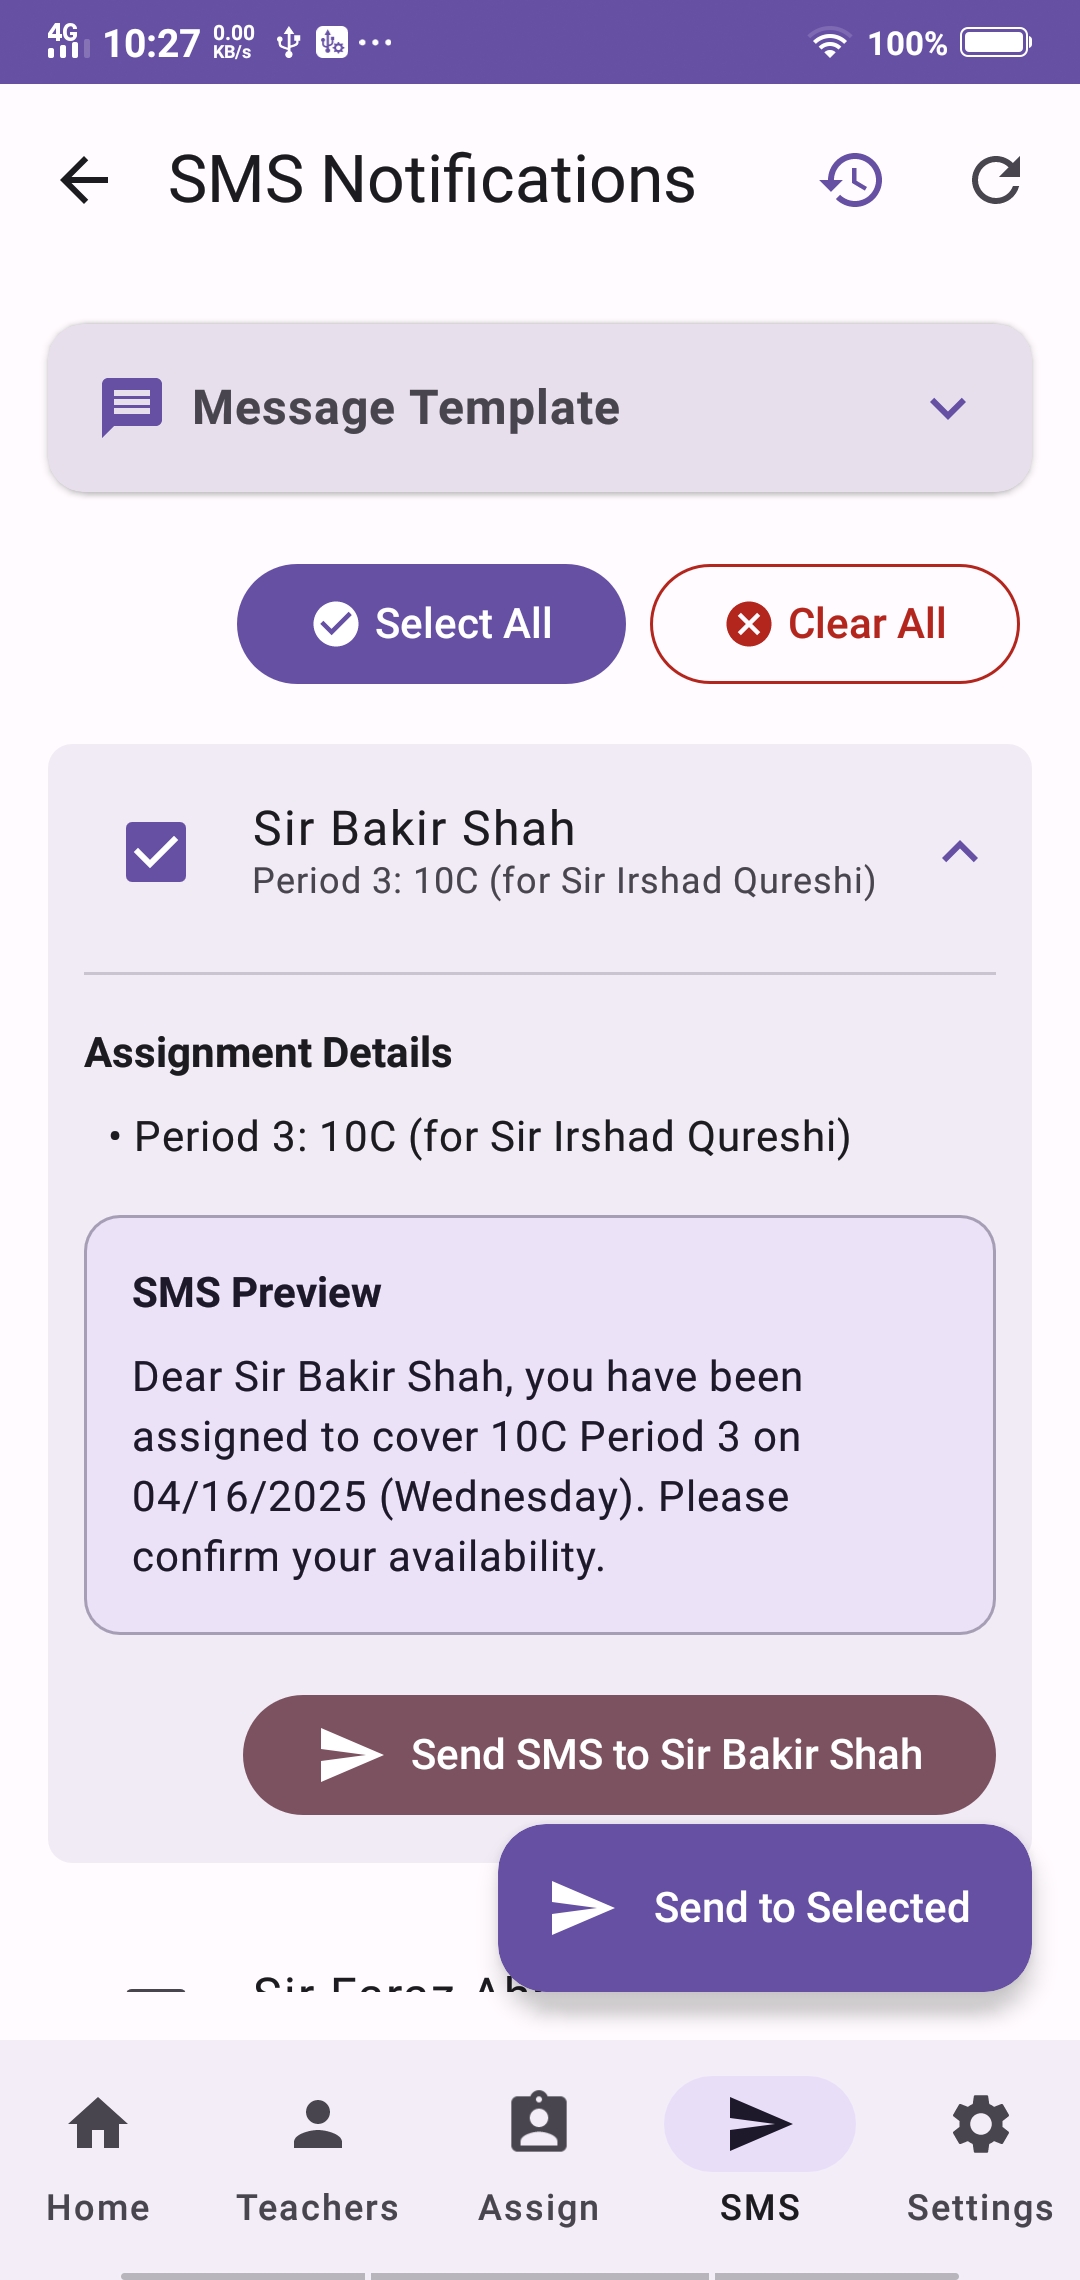 4G 10:27 0.00 KB/s 100%
SMS Notifications
Message Template
Select All Clear All
Sir Bakir Shah
Period 3: 10C (for Sir Irshad Qureshi)
Assignment Details
• Period 3: 10C (for Sir Irshad Qureshi)
SMS Preview
Dear Sir Bakir Shah, you have been
assigned to cover 10C Period 3 on
04/16/2025 (Wednesday). Please
confirm your availability.
Send SMS to Sir Bakir Shah
Send to Selected
Sir
Home Teachers Assign SMS Settings